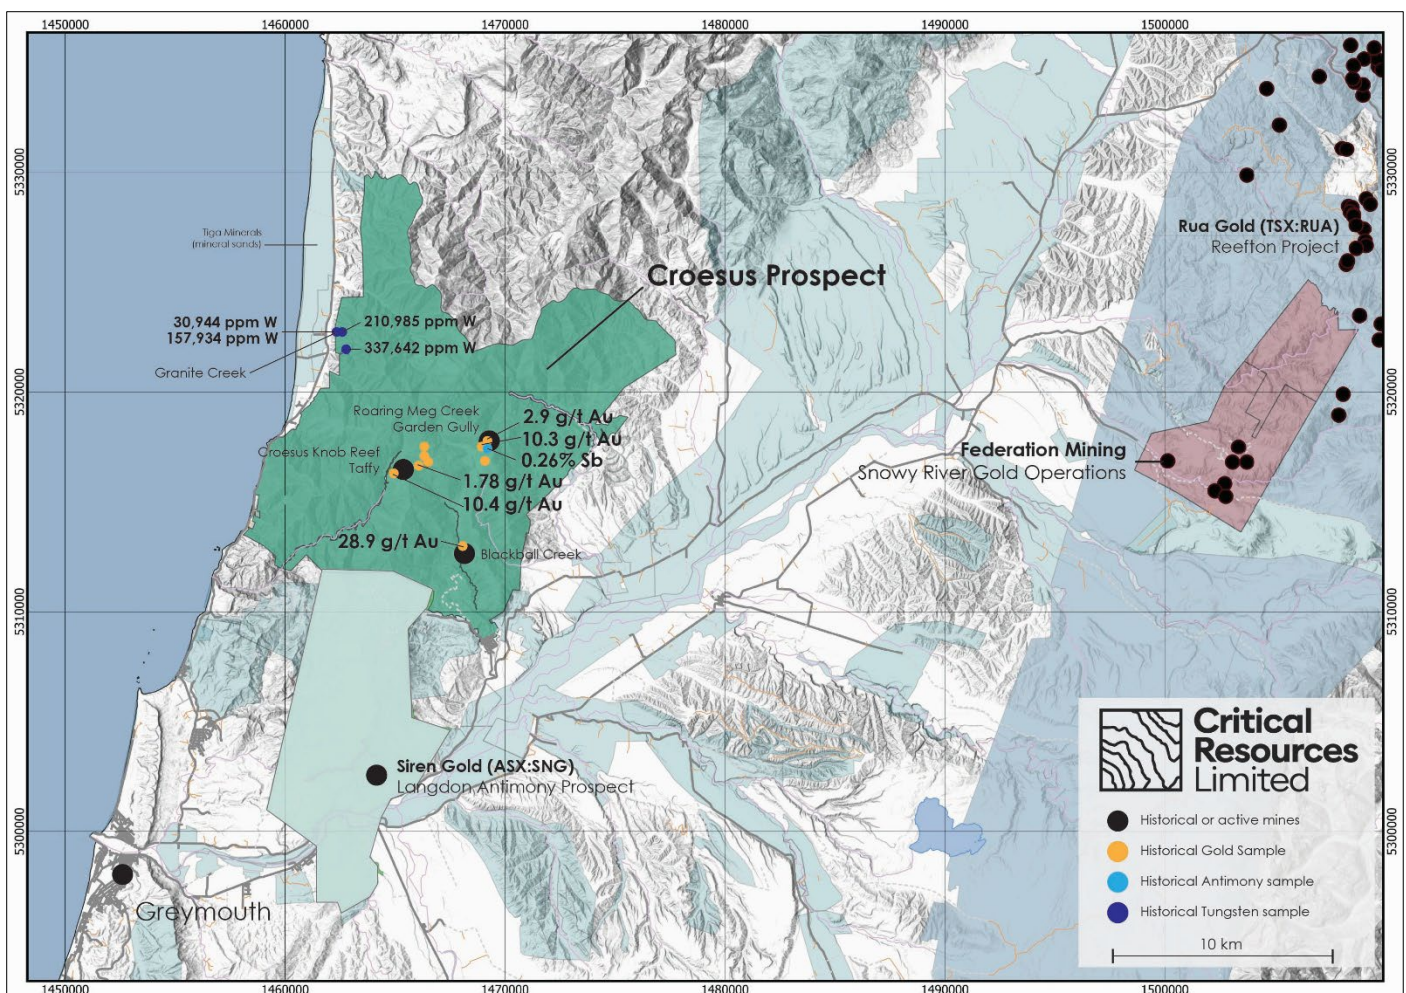 1450000
1460000
1470000
1480000
1490000
1500000
5330000
5330000
Tiga Minerals
(mineral sands)
Rua Gold (TSX:RUA)
Reefton Project
Croesus Prospect
30,944 ppm W
157,934 ppm W
210,985 ppm W
337,642 ppm W
Granite Creek
5320000
5320000
Roaring Meg Creek
Garden Gully
2.9 g/t Au
10.3 g/t Au
0.26% Sb
Croesus Knob Reef
Taffy
1.78 g/t Au
10.4 g/t Au
Federation Mining
Snowy River Gold Operations
28.9 g/t Au
Blackball Creek
5310000
5310000
Siren Gold (ASX:SNG)
Langdon Antimony Prospect
Critical
Resources
Limited
Historical or active mines
Historical Gold Sample
Historical Antimony sample
Historical Tungsten sample
10 km
5300000
5300000
Greymouth
1450000
1460000
1470000
1480000
1490000
1500000